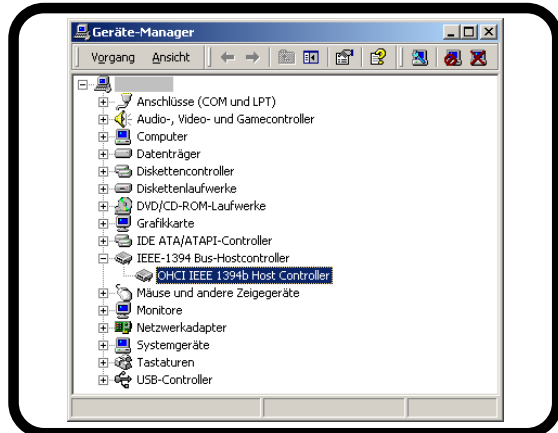 Geräte-Manager
Vorgang Ansicht
Anschlüsse (COM und LPT)
Audio-, Video- und Gamecontroller
Computer
Datenträger
Diskettencontroller
Diskettenlaufwerke
DVD/CD-ROM-Laufwerke
Grafikkarte
IDE ATA/ATAPI-Controller
IEEE-1394 Bus-Hostcontroller
OHCI IEEE 1394b Host Controller
Mäuse und andere Zeigegeräte
Monitore
Netzwerkadapter
Systemgeräte
Tastaturen
USB-Controller